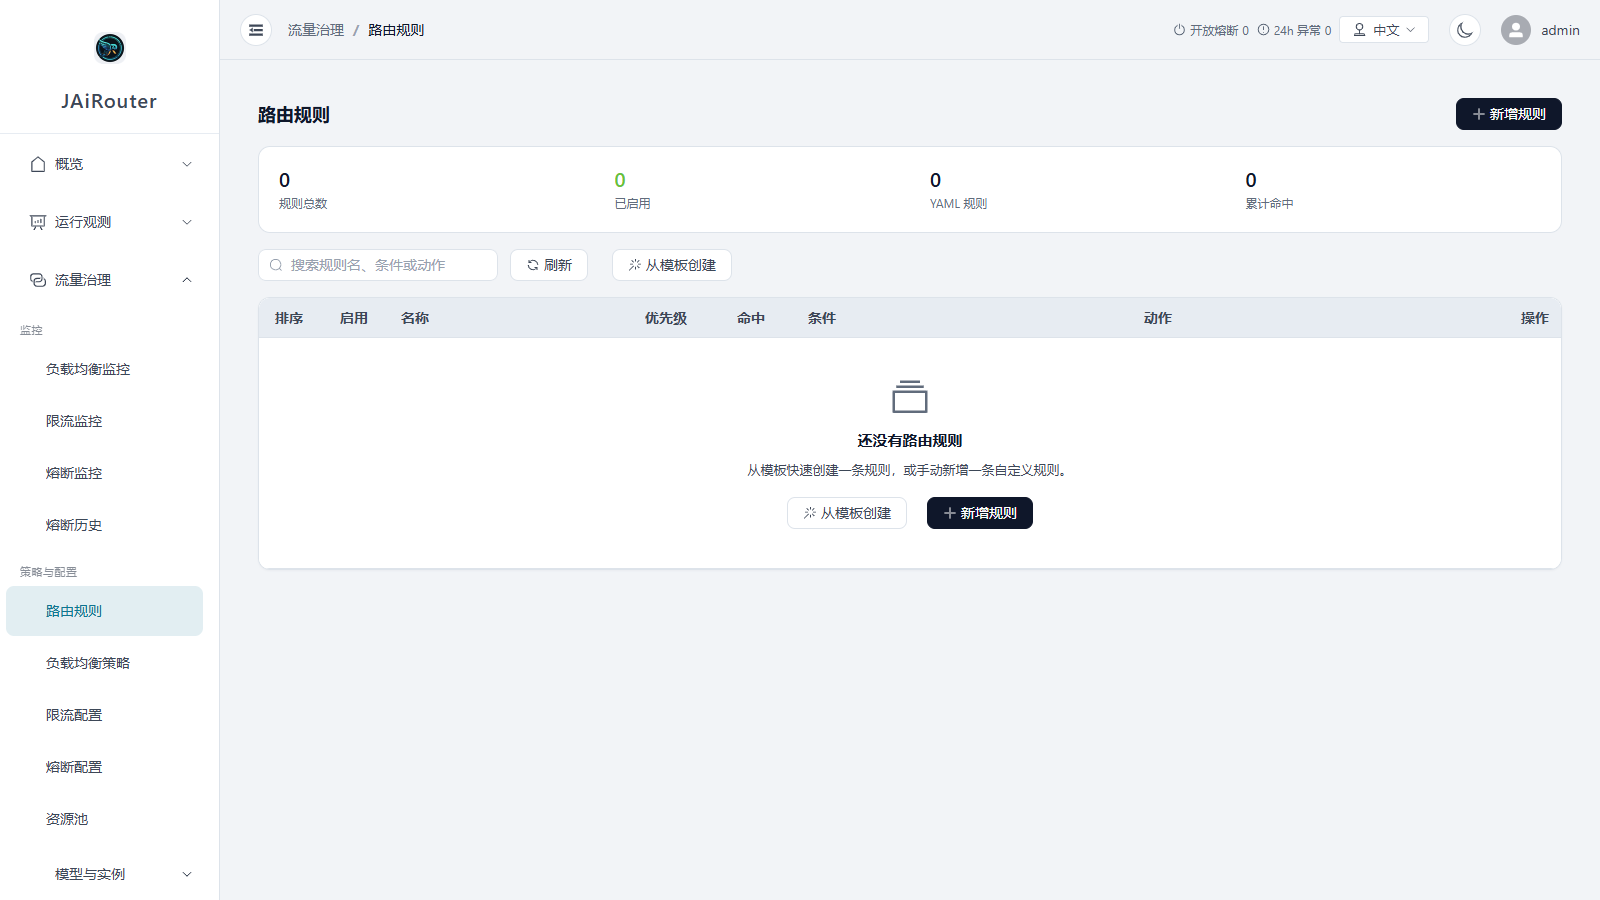 JAiRouter
概览
运行观测
流量治理
监控
负载均衡监控
限流监控
熔断监控
熔断历史
策略与配置
路由规则
负载均衡策略
限流配置
熔断配置
资源池
模型与实例
流量治理 / 路由规则
开放熔断 0 24h 异常 0 中文 admin
路由规则
新增规则
0 0 0 0
规则总数 已启用 YAML 规则 累计命中
搜索规则名、条件或动作 刷新 从模板创建
排序 启用 名称 优先级 命中 条件 动作 操作
还没有路由规则
从模板快速创建一条规则，或手动新增一条自定义规则。
从模板创建 新增规则